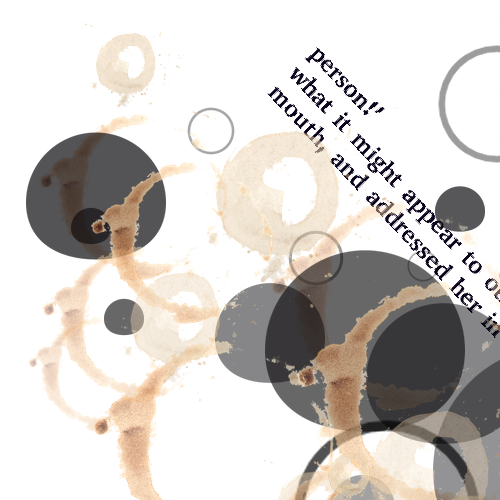 person!"
what it might appear to
mouth, and addressed her in